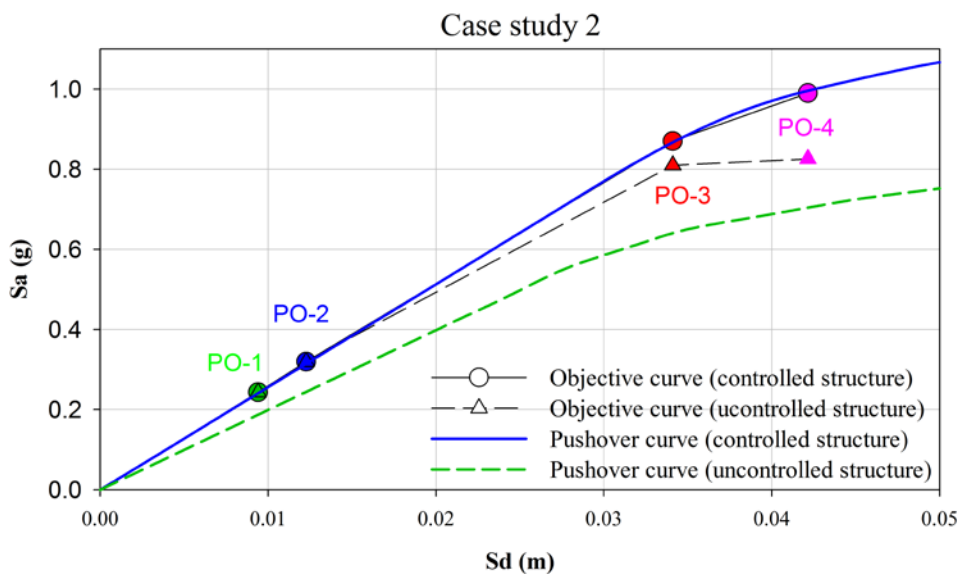 Case study 2
Sa (g)
1.0
0.8
0.6
0.4
0.2
0.0
PO-1
PO-2
PO-3
PO-4
Objective curve (controlled structure)
Objective curve (ucontrolled structure)
Pushover curve (controlled structure)
Pushover curve (uncontrolled structure)
0.00 0.01 0.02 0.03 0.04 0.05
Sd (m)